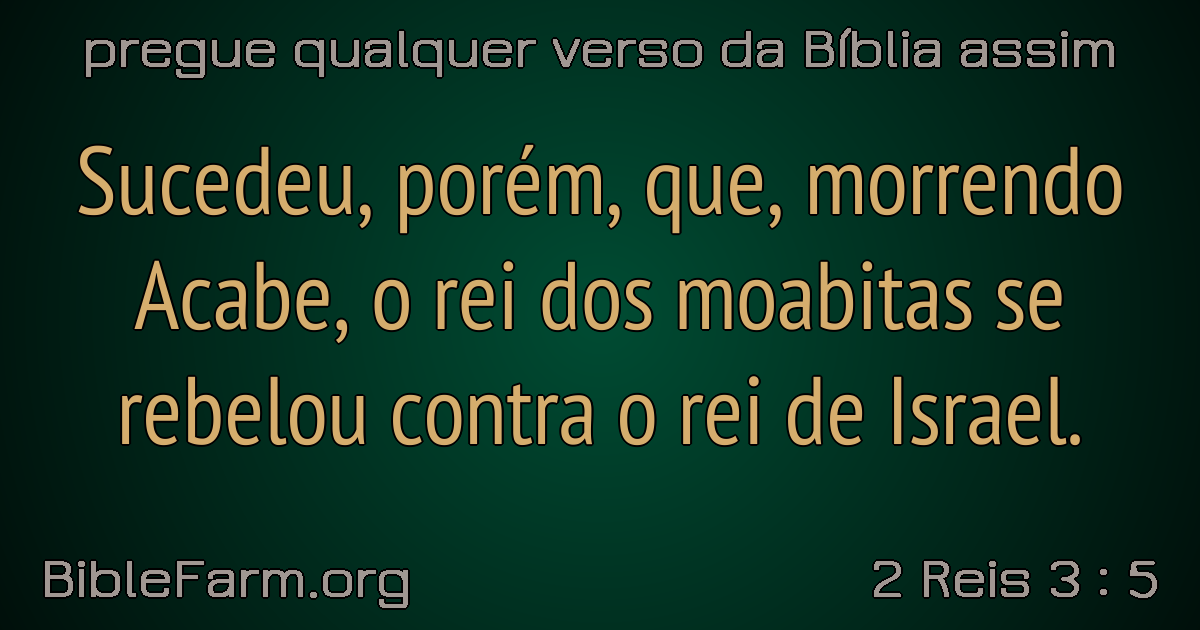 pregue qualquer verso da Bíblia assim
Sucedeu, porém, que, morrendo
Acabe, o rei dos moabitas se
rebelou contra o rei de Israel.
BibleFarm.org
2 Reis 3 : 5